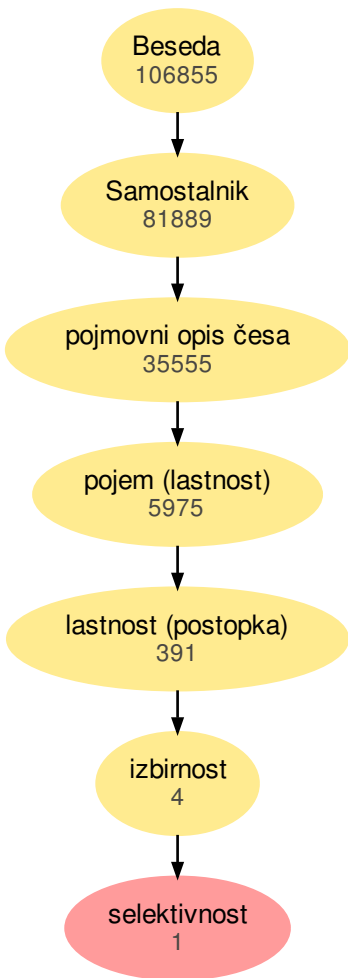 Beseda
106855
Samostalnik
81889
pojmovni opis česa
35555
pojem (lastnost)
5975
lastnost (postopka)
391
izbirnost
4
selektivnost
1